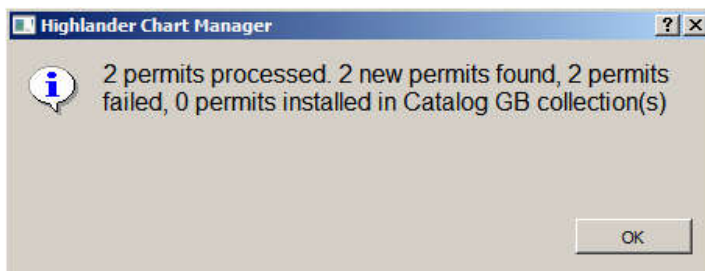 Highlander Chart Manager
2 permits processed. 2 new permits found, 2 permits
failed, 0 permits installed in Catalog GB collection(s)
OK